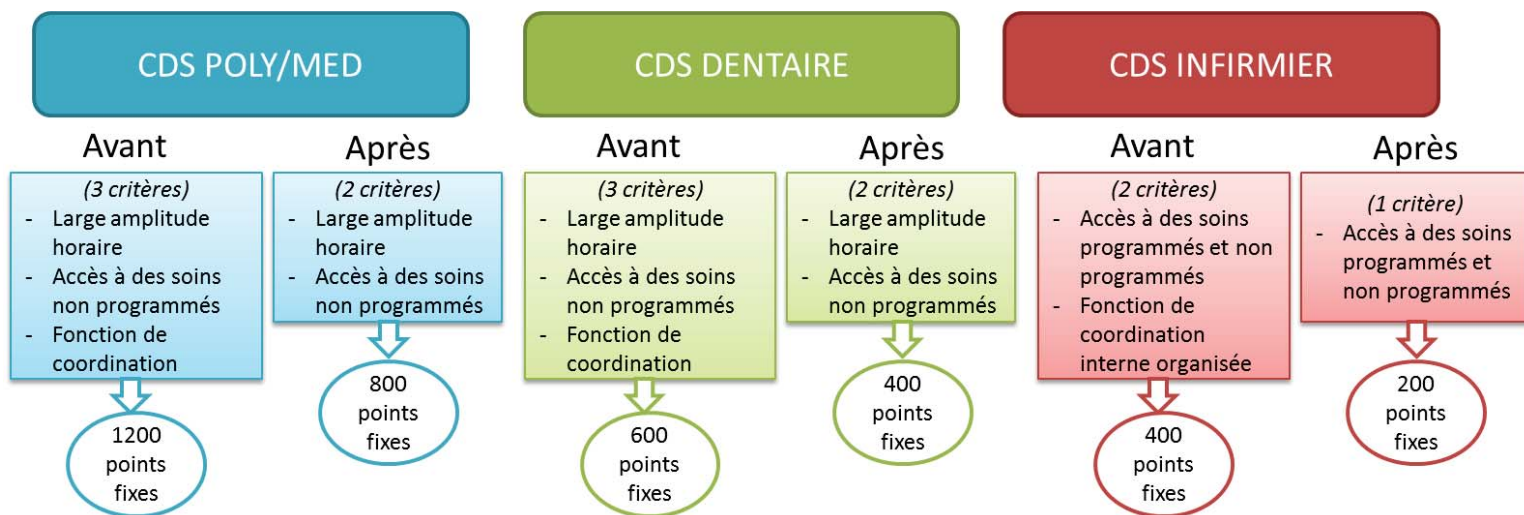 CDS POLY/MED
Avant
(3 critères)
- Large amplitude
horaire
- Accès à des soins
non programmés
- Fonction de
coordination
1200
points
fixes
Après
(2 critères)
- Large amplitude
horaire
- Accès à des soins
non programmés
800
points
fixes
CDS DENTAIRE
Avant
(3 critères)
- Large amplitude
horaire
- Accès à des soins
non programmés
- Fonction de
coordination
600
points
fixes
Après
(2 critères)
- Large amplitude
horaire
- Accès à des soins
non programmés
400
points
fixes
CDS INFIRMIER
Avant
(2 critères)
- Accès à des soins
programmés et non
programmés
- Fonction de
coordination
interne organisée
400
points
fixes
Après
(1 critère)
- Accès à des soins
programmés et
non programmés
200
points
fixes